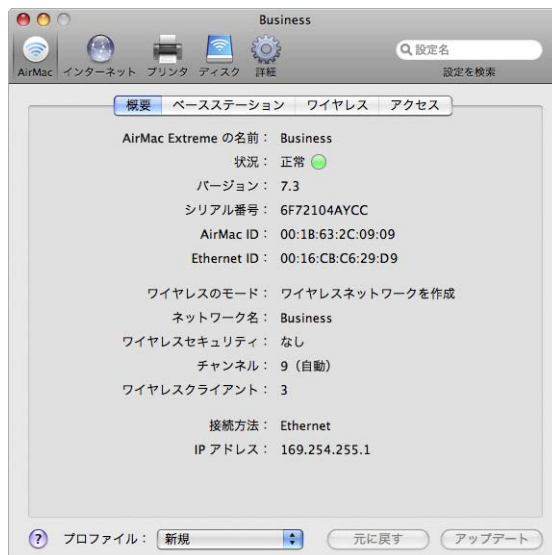 Business
AirMac インターネット プリンタ ディスク 詳細
設定名
設定を検索
概要 ベースステーション ワイヤレス アクセス
AirMac Extreme の名前： Business
状況： 正常
バージョン： 7.3
シリアル番号： 6F72104AYCC
AirMac ID： 00:1B:63:2C:09:09
Ethernet ID： 00:16:CB:C6:29:D9
ワイヤレスのモード： ワイヤレスネットワークを作成
ネットワーク名： Business
ワイヤレスセキュリティ： なし
チャンネル： 9（自動）
ワイヤレスクライアント： 3
接続方法： Ethernet
IP アドレス： 169.254.255.1
? プロファイル： 新規 元に戻す アップデート